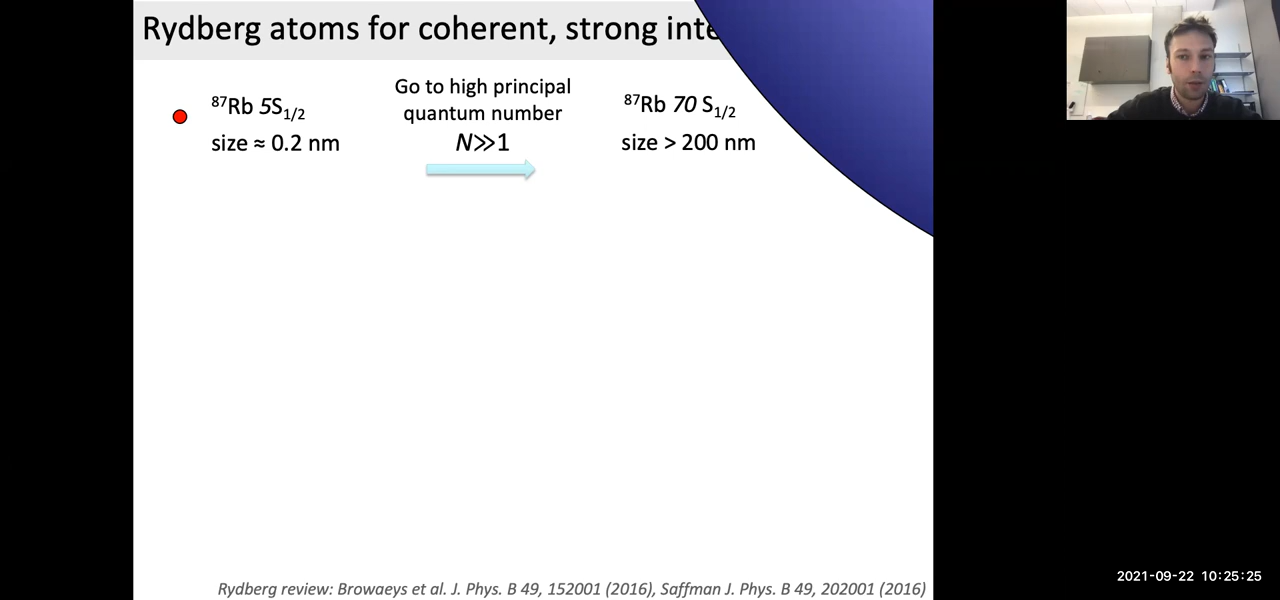 Rydberg atoms for coherent, strong inte
Go to high principal
quantum number
N≫1
⁸⁷Rb 5S₁/₂
size ≈ 0.2 nm
⁸⁷Rb 70 S₁/₂
size > 200 nm
Rydberg review: Browaeys et al. J. Phys. B 49, 152001 (2016), Saffman J. Phys. B 49, 202001 (2016)
2021-09-22 10:25:25